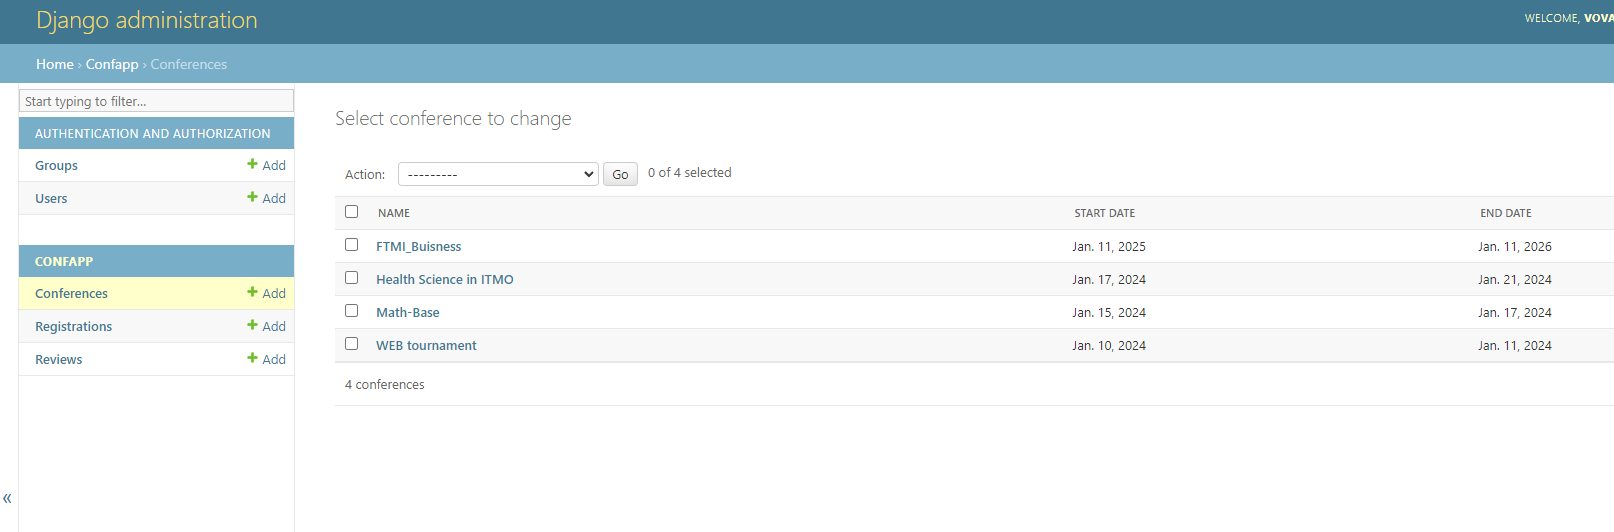 Django administration
WELCOME, VOVA
Home › Confapp › Conferences
Start typing to filter...
AUTHENTICATION AND AUTHORIZATION
Groups + Add
Users + Add
CONFAPP
Conferences + Add
Registrations + Add
Reviews + Add
«
Select conference to change
Action: --------- Go 0 of 4 selected
NAME START DATE END DATE
FTMI_Buisness Jan. 11, 2025 Jan. 11, 2026
Health Science in ITMO Jan. 17, 2024 Jan. 21, 2024
Math-Base Jan. 15, 2024 Jan. 17, 2024
WEB tournament Jan. 10, 2024 Jan. 11, 2024
4 conferences